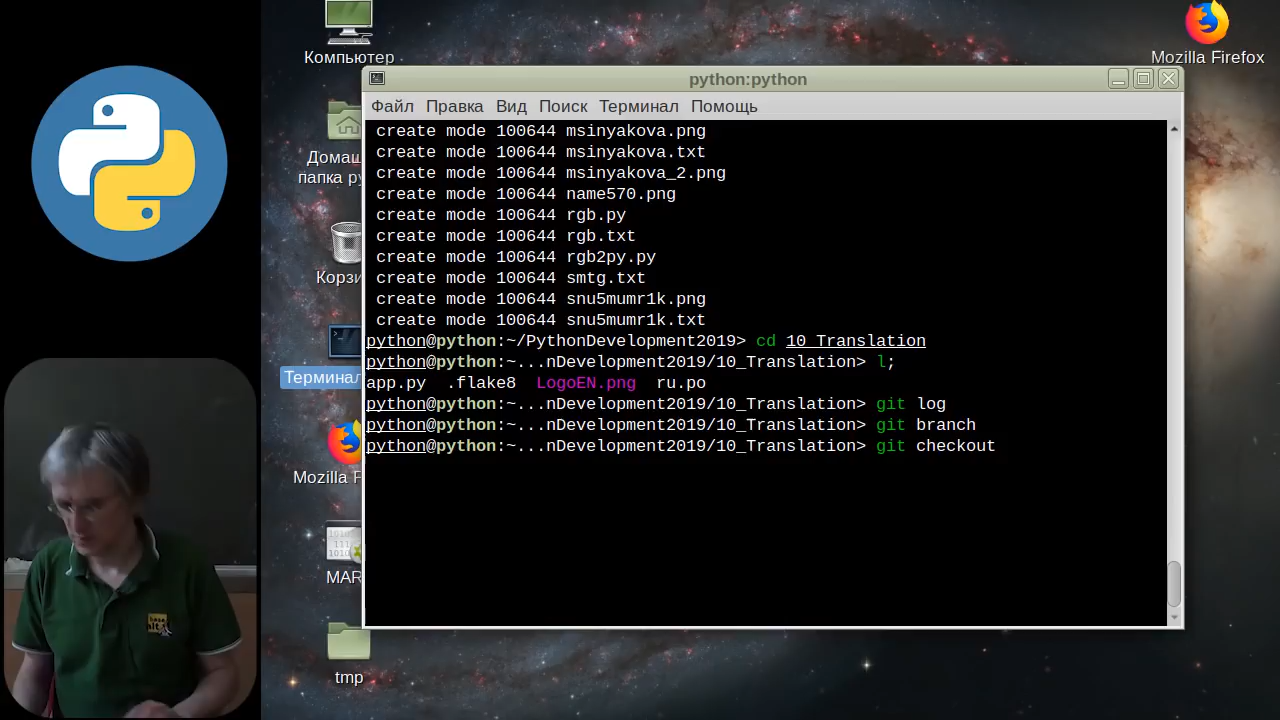 Компьютер
Mozilla Firefox
python:python
Файл Правка Вид Поиск Терминал Помощь
create mode 100644 msinyakova.png
create mode 100644 msinyakova.txt
create mode 100644 msinyakova_2.png
create mode 100644 name570.png
create mode 100644 rgb.py
create mode 100644 rgb.txt
create mode 100644 rgb2py.py
create mode 100644 smtg.txt
create mode 100644 snu5mumr1k.png
create mode 100644 snu5mumr1k.txt
python@python:~/PythonDevelopment2019> cd 10_Translation
python@python:~...nDevelopment2019/10_Translation> l;
app.py .flake8 LogoEN.png ru.po
python@python:~...nDevelopment2019/10_Translation> git log
python@python:~...nDevelopment2019/10_Translation> git branch
python@python:~...nDevelopment2019/10_Translation> git checkout
Домаш
папка py
Корзи
Терминал
Mozilla F
MAR
tmp